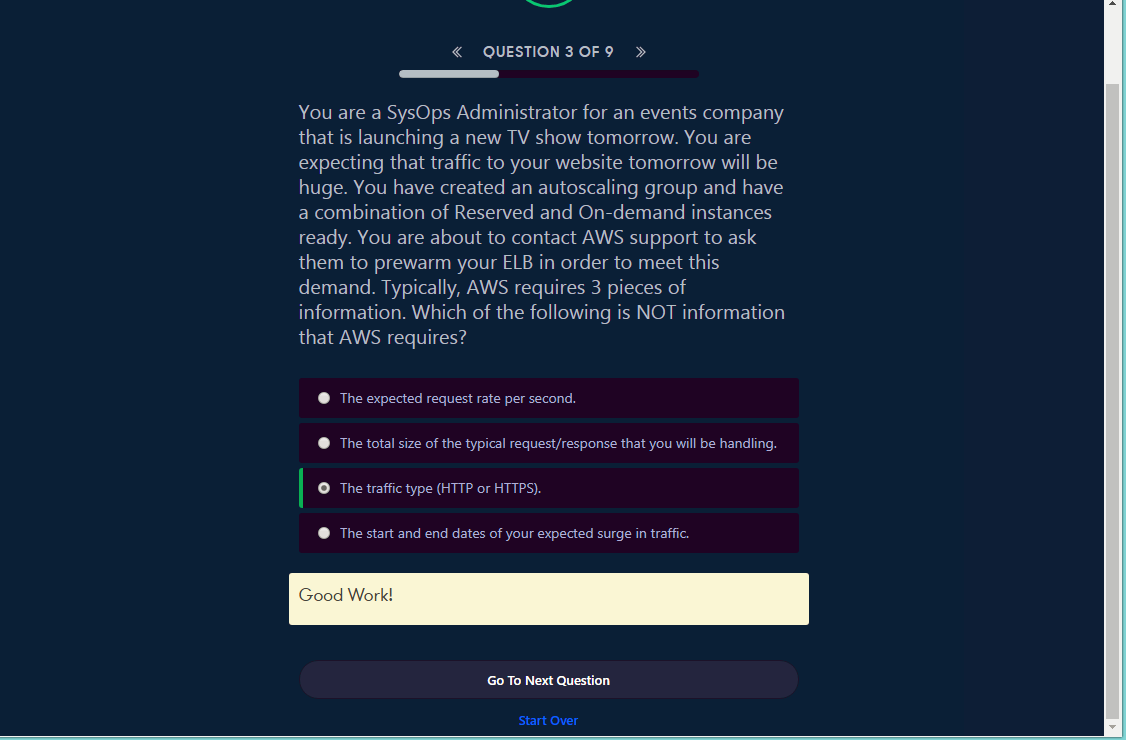 QUESTION 3 OF 9
You are a SysOps Administrator for an events company
that is launching a new TV show tomorrow. You are
expecting that traffic to your website tomorrow will be
huge. You have created an autoscaling group and have
a combination of Reserved and On-demand instances
ready. You are about to contact AWS support to ask
them to prewarm your ELB in order to meet this
demand. Typically, AWS requires 3 pieces of
information. Which of the following is NOT information
that AWS requires?
The expected request rate per second.
The total size of the typical request/response that you will be handling.
The traffic type (HTTP or HTTPS).
The start and end dates of your expected surge in traffic.
Good Work!
Go To Next Question
Start Over